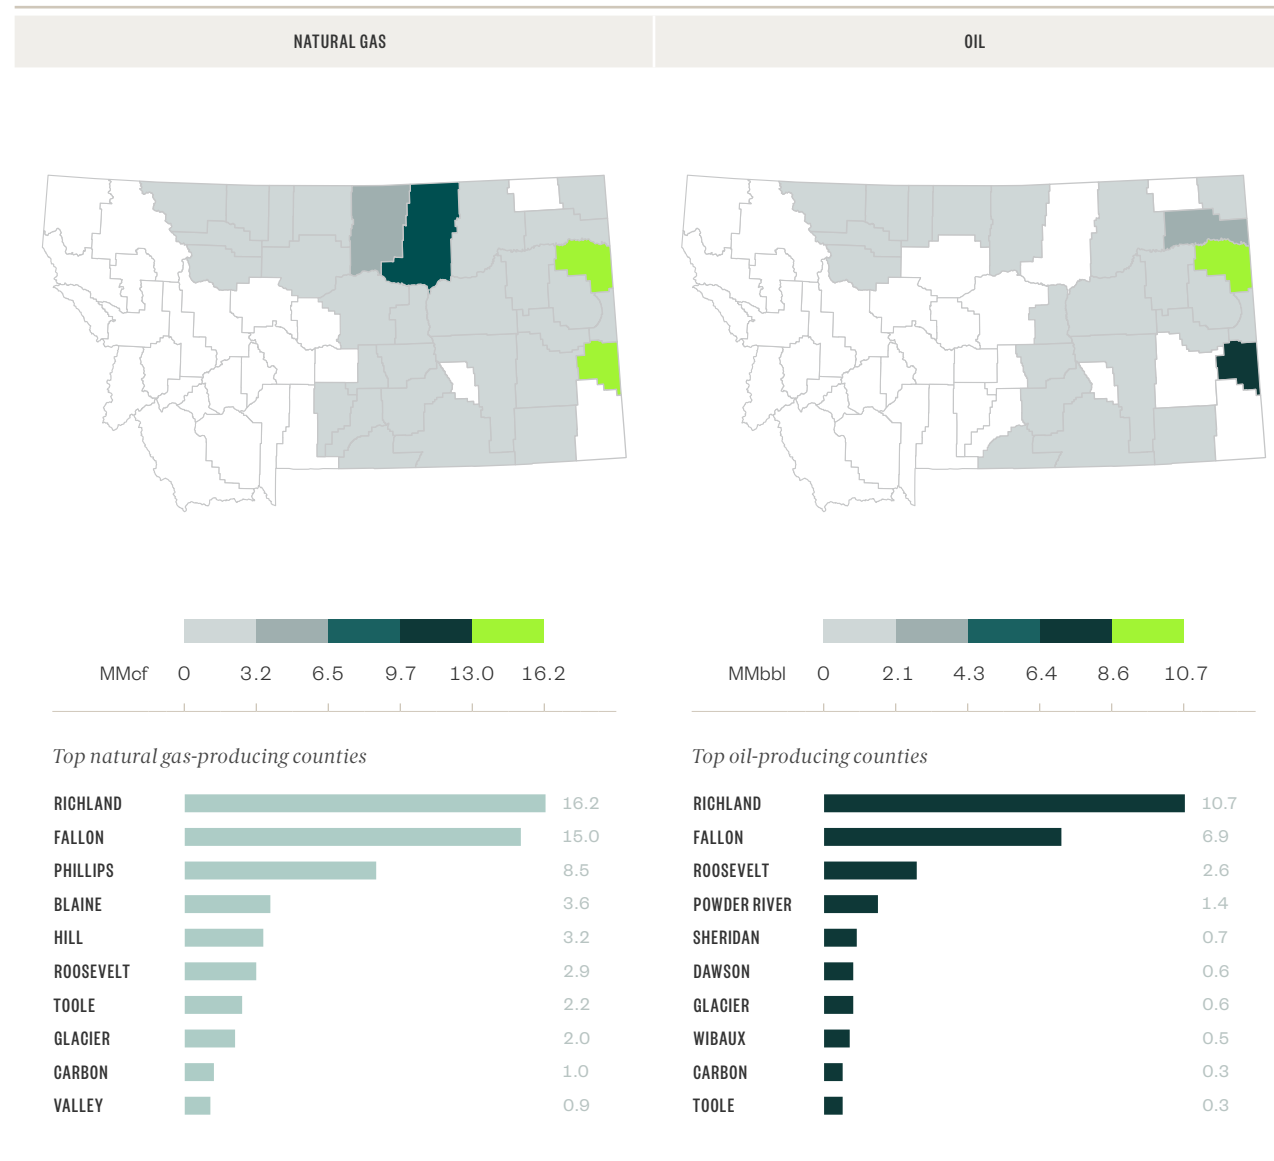 NATURAL GAS
OIL
MMcf 0 3.2 6.5 9.7 13.0 16.2
MMbbl 0 2.1 4.3 6.4 8.6 10.7
Top natural gas-producing counties
RICHLAND 16.2
FALLON 15.0
PHILLIPS 8.5
BLAINE 3.6
HILL 3.2
ROOSEVELT 2.9
TOOLE 2.2
GLACIER 2.0
CARBON 1.0
VALLEY 0.9
Top oil-producing counties
RICHLAND 10.7
FALLON 6.9
ROOSEVELT 2.6
POWDER RIVER 1.4
SHERIDAN 0.7
DAWSON 0.6
GLACIER 0.6
WIBAUX 0.5
CARBON 0.3
TOOLE 0.3